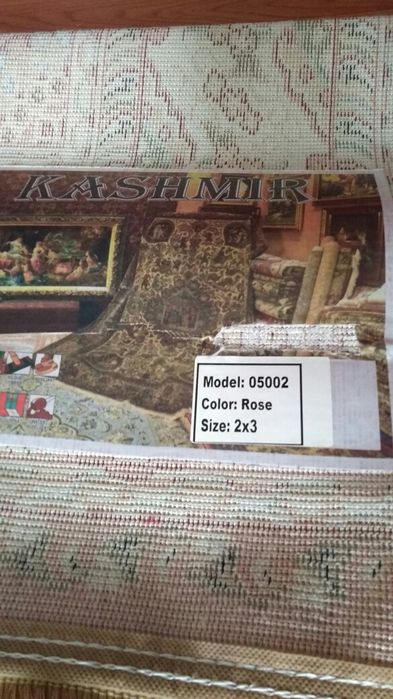 KASHMIR
Model: 05002
Color: Rose
Size: 2x3